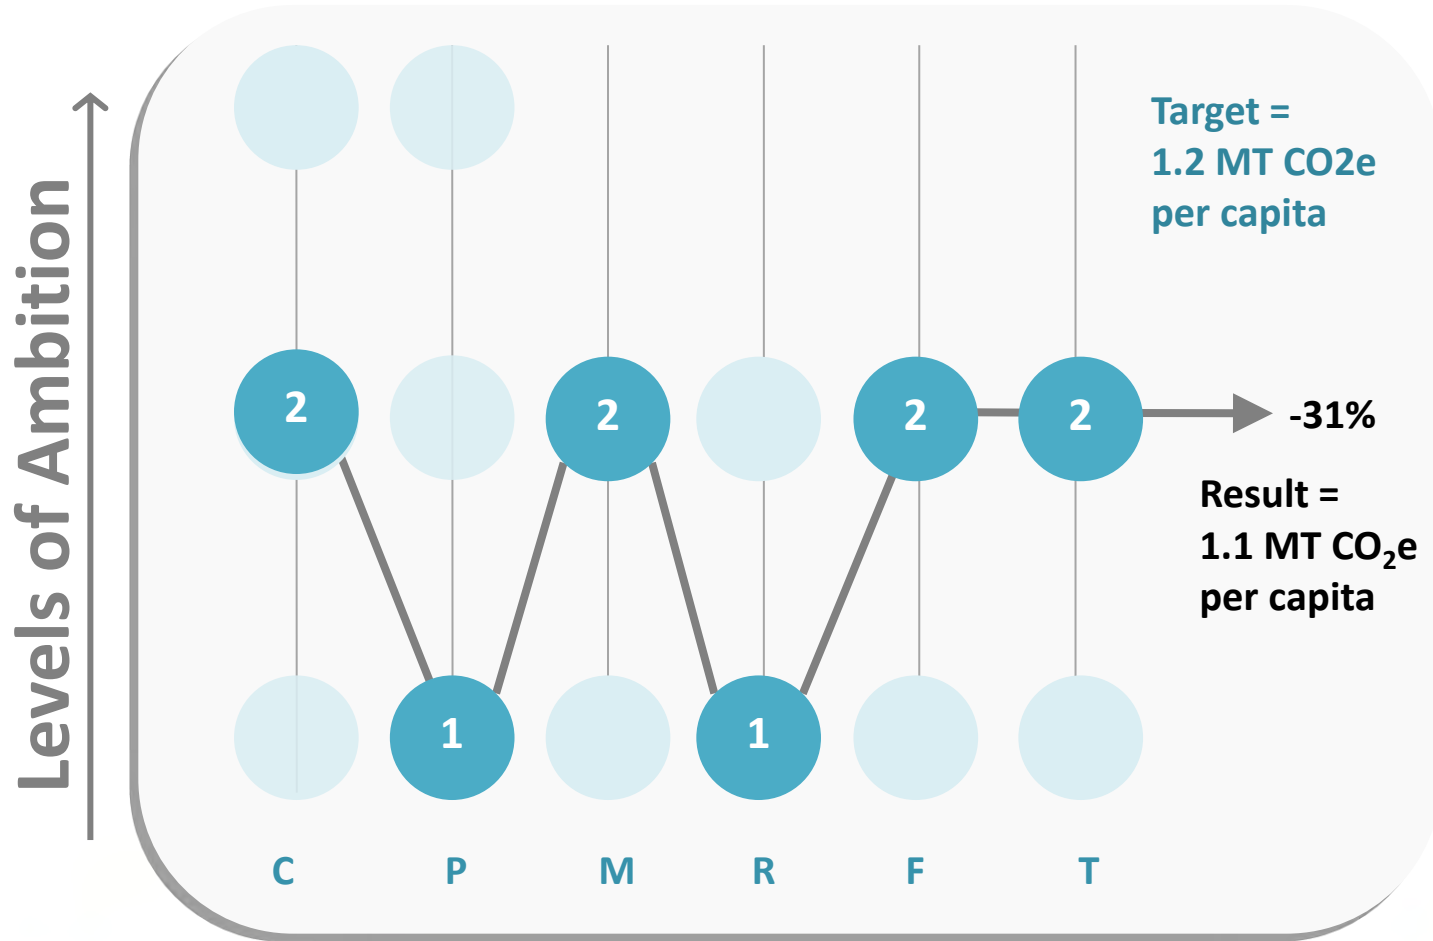 Levels of Ambition
Target =
1.2 MT CO2e
per capita
2
2
2
2
-31%
Result =
1.1 MT CO₂e
per capita
1
1
C
P
M
R
F
T